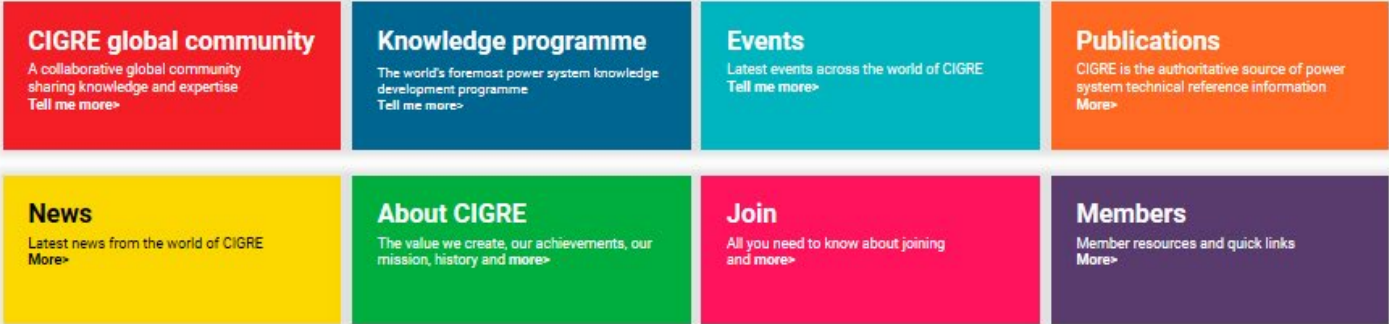 CIGRE global community
A collaborative global community
sharing knowledge and expertise
Tell me more>
Knowledge programme
The world's foremost power system knowledge
development programme
Tell me more>
Events
Latest events across the world of CIGRE
Tell me more>
Publications
CIGRE is the authoritative source of power
system technical reference information
More>
News
Latest news from the world of CIGRE
More>
About CIGRE
The value we create, our achievements, our
mission, history and more>
Join
All you need to know about joining
and more>
Members
Member resources and quick links
More>